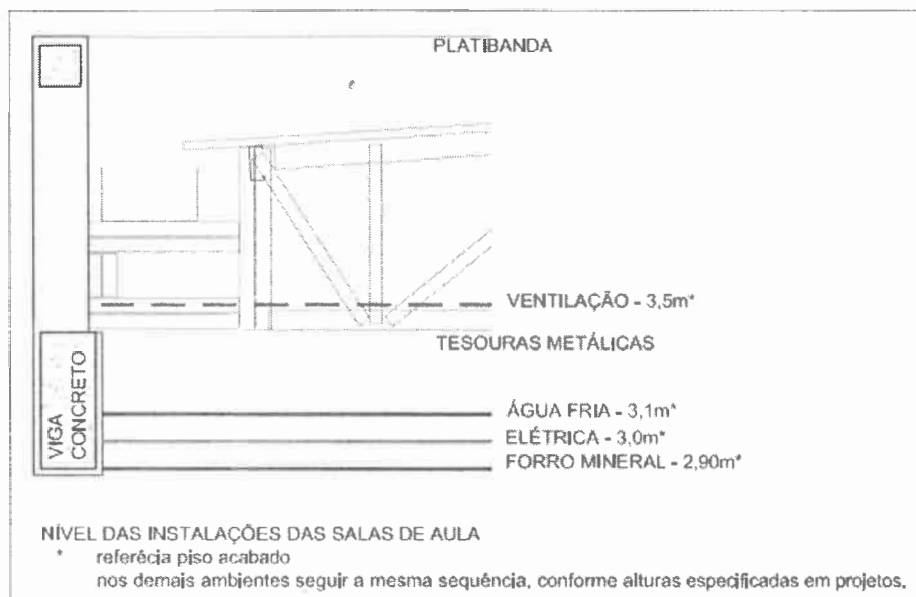 PLATIBANDA
VENTILAÇÃO - 3,5m*
TESOURAS METÁLICAS
VIGA
CONCRETO
ÁGUA FRIA - 3,1m*
ELÉTRICA - 3,0m*
FORRO MINERAL - 2,90m*
NÍVEL DAS INSTALAÇÕES DAS SALAS DE AULA
* referêcia piso acabado
nos demais ambientes seguir a mesma sequência, conforme alturas especificadas em projetos.